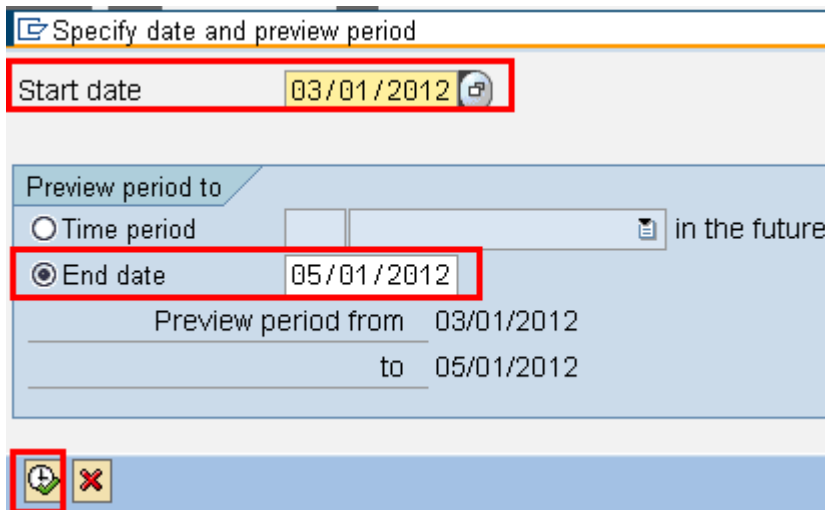 Specify date and preview period
Start date 03/01/2012
Preview period to
Time period in the future
End date 05/01/2012
Preview period from 03/01/2012
to 05/01/2012